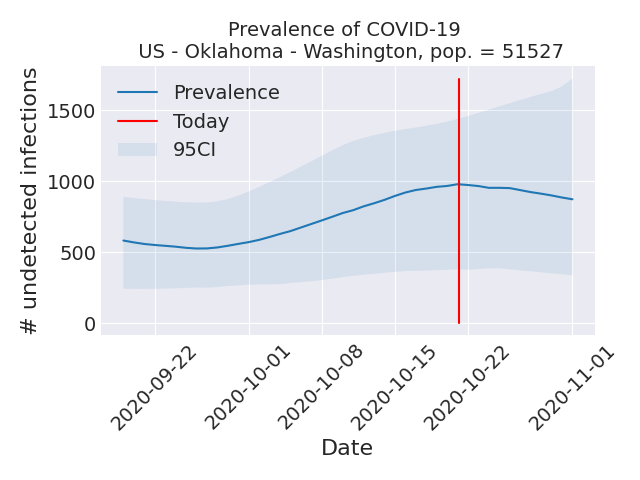 Prevalence of COVID-19
US - Oklahoma - Washington, pop. = 51527
Prevalence
Today
95CI
# undetected infections
1500
1000
500
0
2020-09-22
2020-10-01
2020-10-08
2020-10-15
2020-10-22
2020-11-01
Date